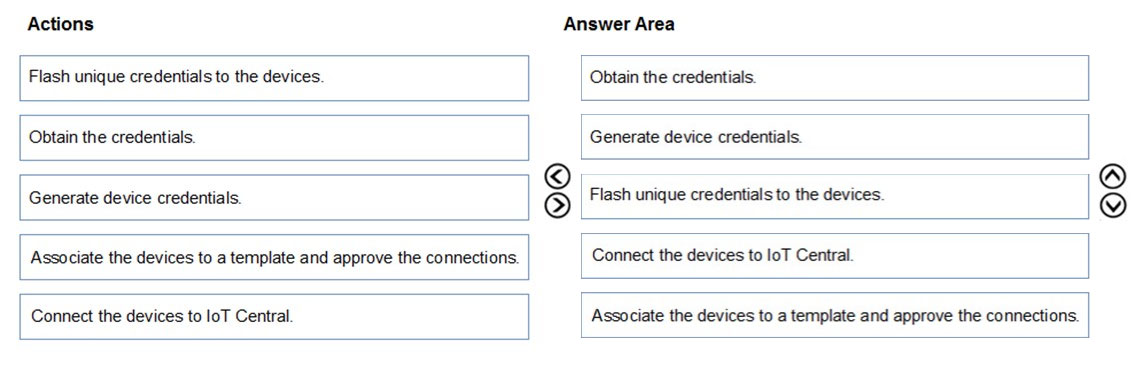 Actions
Flash unique credentials to the devices.
Obtain the credentials.
Generate device credentials.
Associate the devices to a template and approve the connections.
Connect the devices to IoT Central.
Answer Area
Obtain the credentials.
Generate device credentials.
Flash unique credentials to the devices.
Connect the devices to IoT Central.
Associate the devices to a template and approve the connections.